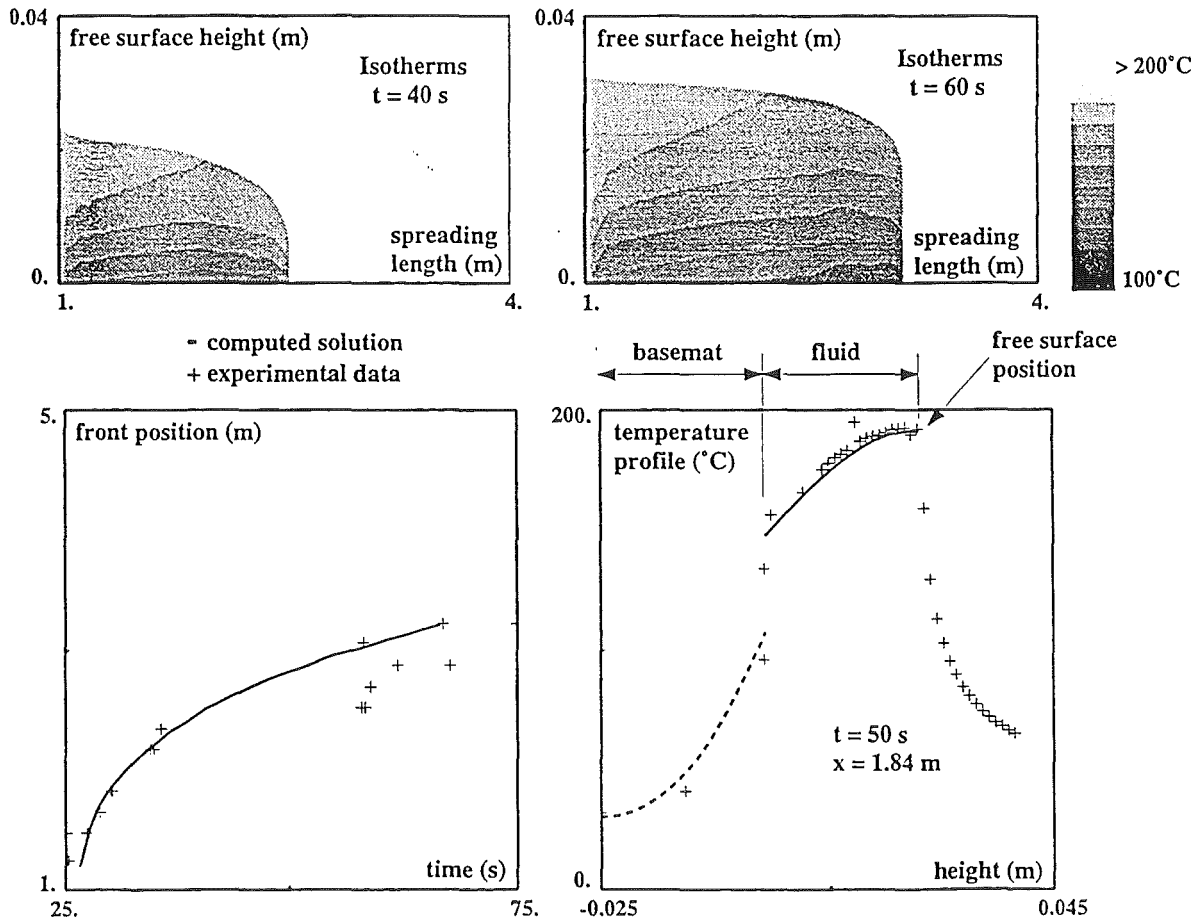 0.04
free surface height (m)
Isotherms
t = 40 s
spreading
length (m)
0.
1.
4.
0.04
free surface height (m)
Isotherms
t = 60 s
spreading
length (m)
0.
1.
4.
> 200°C
100°C
- computed solution
+ experimental data
5.
front position (m)
time (s)
1.
25.
75.
basemat
fluid
free surface
position
200.
temperature
profile (°C)
t = 50 s
x = 1.84 m
0.
height (m)
-0.025
0.045